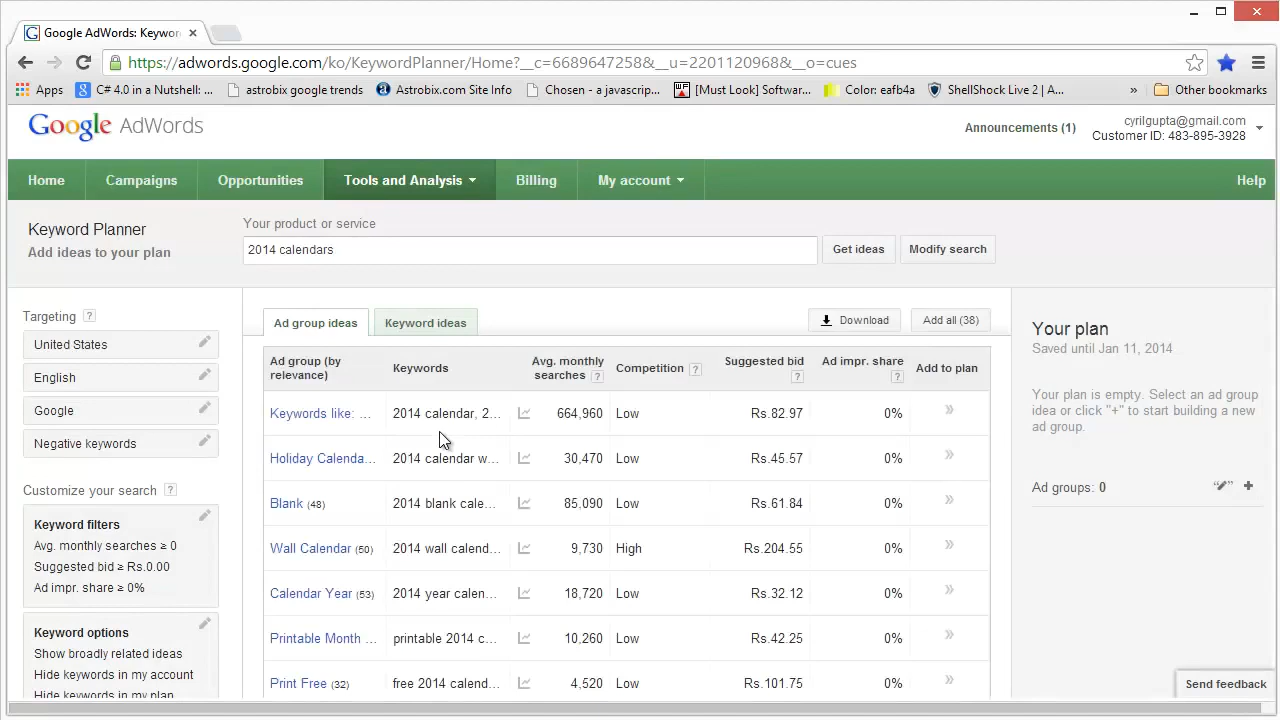 Google AdWords: Keywor
https://adwords.google.com/ko/KeywordPlanner/Home?__c=6689647258&__u=2201120968&__o=cues
Apps C# 4.0 in a Nutshell: ... astrobix google trends Astrobix.com Site Info Chosen - a javascrip... [Must Look] Softwar... Color: eafb4a ShellShock Live 2 | A... » Other bookmarks
Google AdWords
Announcements (1)
cyrilgupta@gmail.com
Customer ID: 483-895-3928
Home Campaigns Opportunities Tools and Analysis Billing My account Help
Keyword Planner
Add ideas to your plan
Your product or service
2014 calendars
Get ideas Modify search
Targeting ?
United States
English
Google
Negative keywords
Customize your search ?
Keyword filters
Avg. monthly searches ≥ 0
Suggested bid ≥ Rs.0.00
Ad impr. share ≥ 0%
Keyword options
Show broadly related ideas
Hide keywords in my account
Hide keywords in my plan
Ad group ideas Keyword ideas Download Add all (38)
Ad group (by relevance) Keywords Avg. monthly searches ? Competition ? Suggested bid ? Ad impr. share ? Add to plan
Keywords like: ... 2014 calendar, 2... 664,960 Low Rs.82.97 0% »
Holiday Calenda... 2014 calendar w... 30,470 Low Rs.45.57 0% »
Blank (48) 2014 blank cale... 85,090 Low Rs.61.84 0% »
Wall Calendar (50) 2014 wall calend... 9,730 High Rs.204.55 0% »
Calendar Year (53) 2014 year calen... 18,720 Low Rs.32.12 0% »
Printable Month ... printable 2014 c... 10,260 Low Rs.42.25 0% »
Print Free (32) free 2014 calend... 4,520 Low Rs.101.75 0% »
Your plan
Saved until Jan 11, 2014
Your plan is empty. Select an ad group
idea or click "+" to start building a new
ad group.
Ad groups: 0
Send feedback